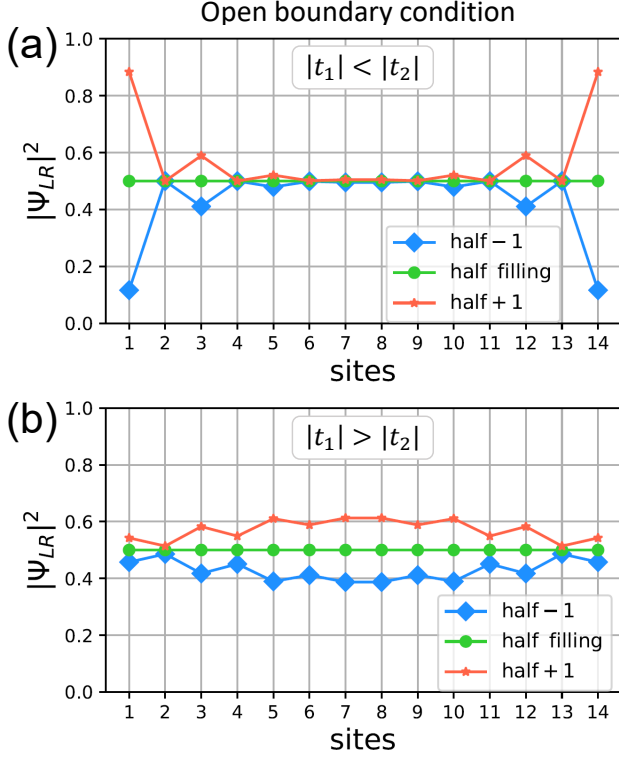 Open boundary condition
(a)
|t₁| < |t₂|
|Ψ_LR|²
1.0
0.8
0.6
0.4
0.2
0.0
half − 1
half filling
half + 1
1 2 3 4 5 6 7 8 9 10 11 12 13 14
sites
(b)
|t₁| > |t₂|
|Ψ_LR|²
1.0
0.8
0.6
0.4
0.2
0.0
half − 1
half filling
half + 1
1 2 3 4 5 6 7 8 9 10 11 12 13 14
sites